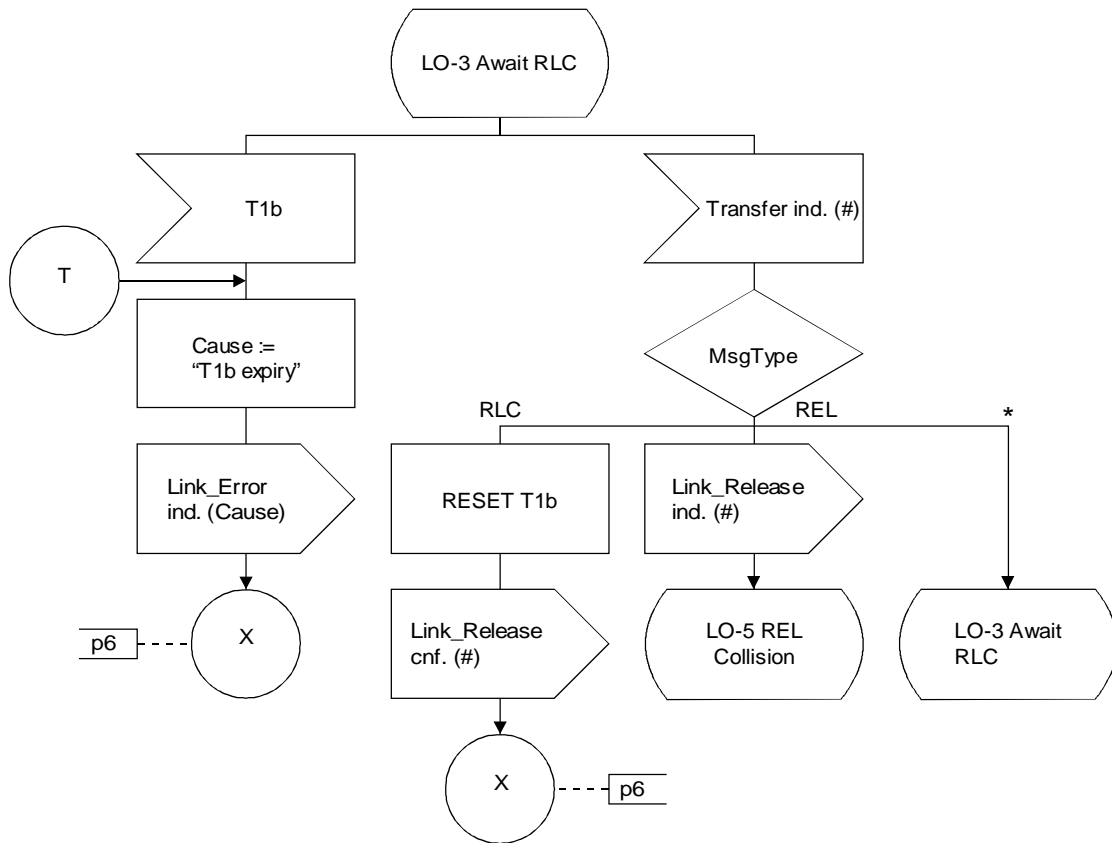 LO-3 Await RLC
T1b
Transfer ind. (#)
T
Cause :=
“T1b expiry”
MsgType
RLC
REL
*
Link_Error
ind. (Cause)
RESET T1b
Link_Release
ind. (#)
p6
X
Link_Release
cnf. (#)
LO-5 REL
Collision
LO-3 Await
RLC
X
p6